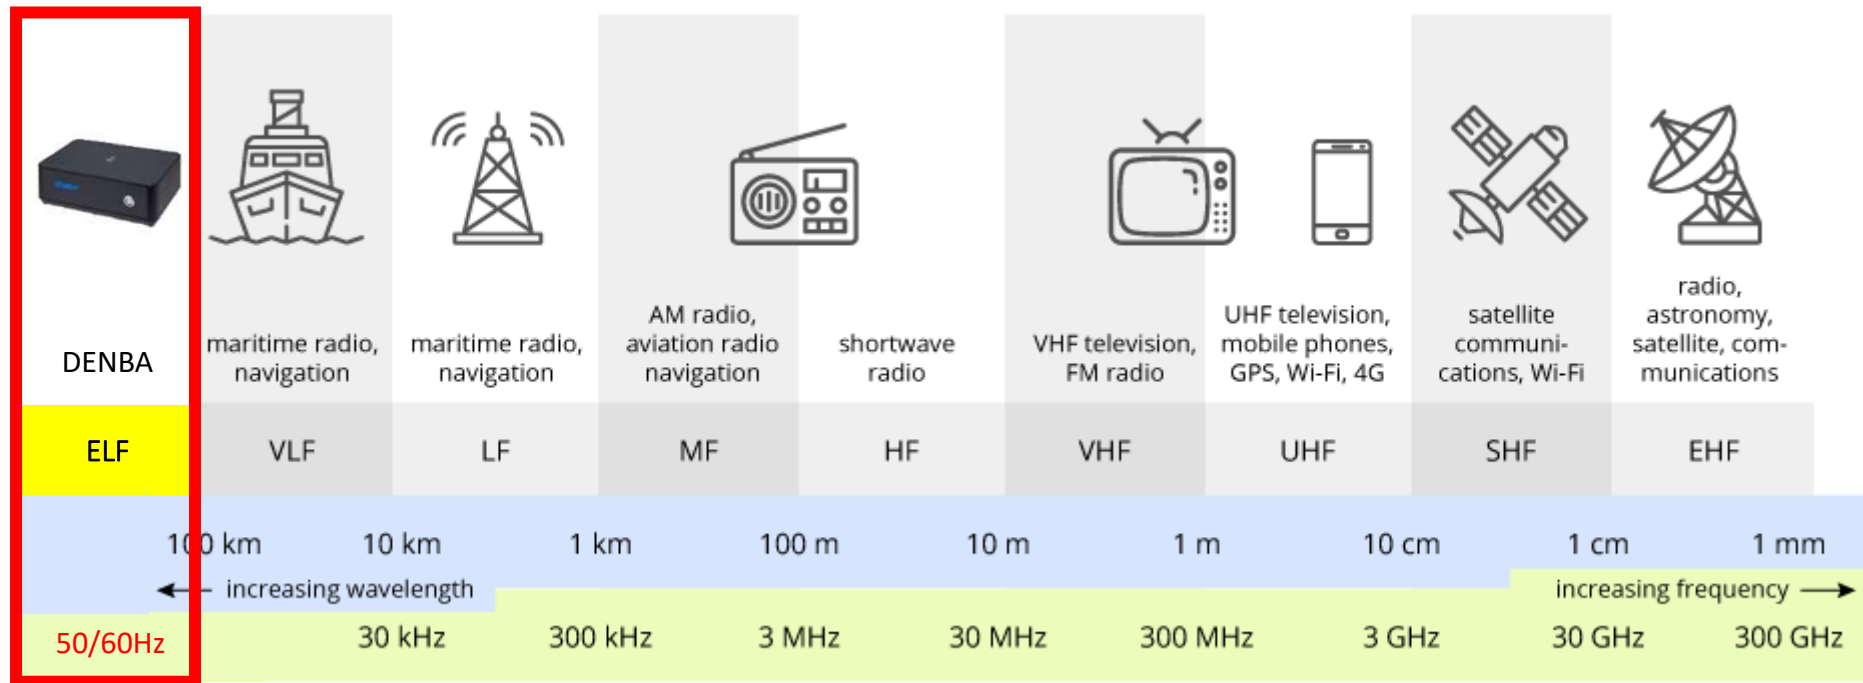 DENBA
maritime radio,
navigation
maritime radio,
navigation
AM radio,
aviation radio
navigation
shortwave
radio
VHF television,
FM radio
UHF television,
mobile phones,
GPS, Wi-Fi, 4G
satellite
communi-
cations, Wi-Fi
radio,
astronomy,
satellite, com-
munications
ELF VLF LF MF HF VHF UHF SHF EHF
100 km 10 km 1 km 100 m 10 m 1 m 10 cm 1 cm 1 mm
increasing wavelength increasing frequency
50/60Hz 30 kHz 300 kHz 3 MHz 30 MHz 300 MHz 3 GHz 30 GHz 300 GHz